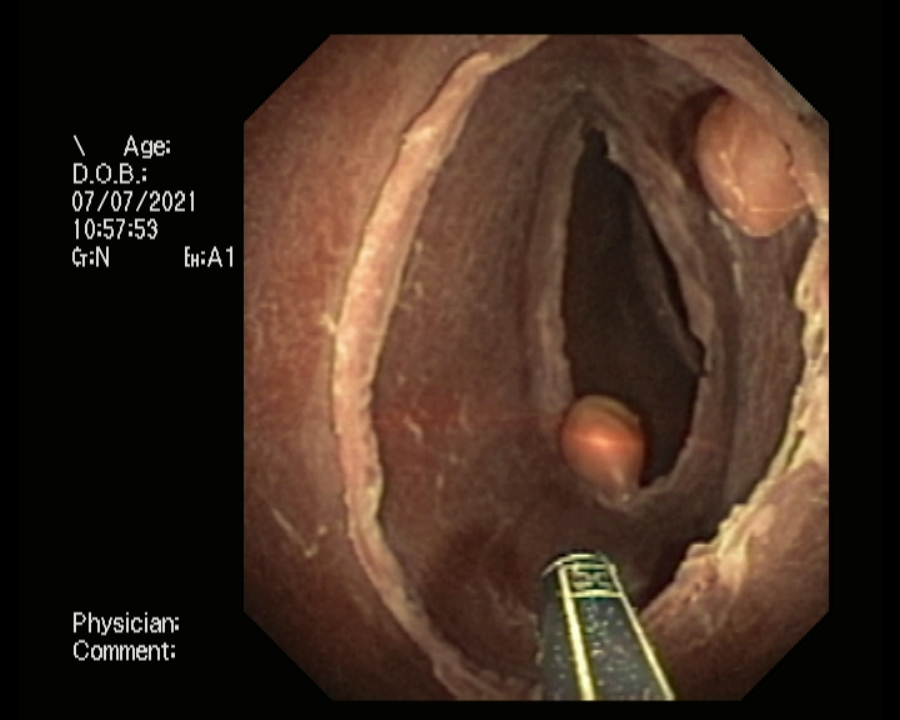 \ Age:
D.O.B.:
07/07/2021
10:57:53
Cr:N EH:A1
Physician:
Comment: